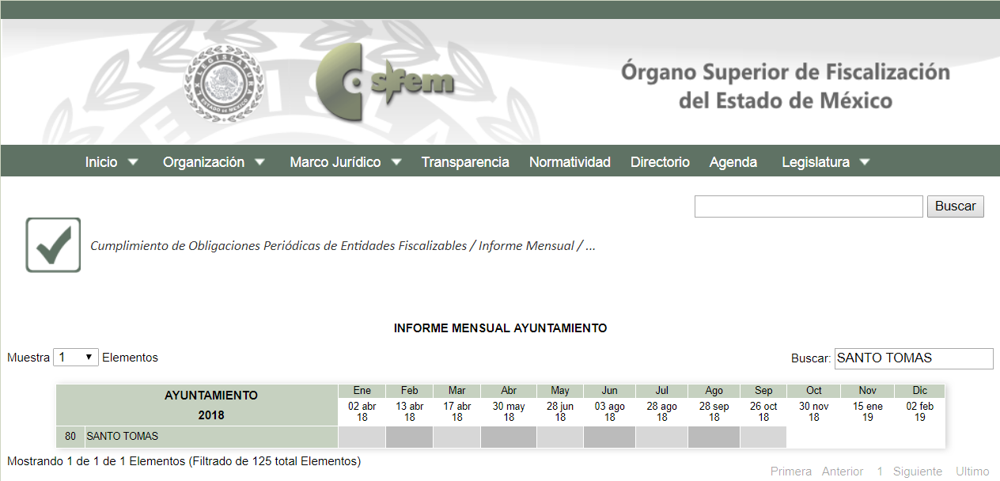 LEGISLATURA
ESTADO DE MÉXICO
osfem
Órgano Superior de Fiscalización
del Estado de México
Inicio Organización Marco Jurídico Transparencia Normatividad Directorio Agenda Legislatura
Buscar
Cumplimiento de Obligaciones Periódicas de Entidades Fiscalizables / Informe Mensual / ...
INFORME MENSUAL AYUNTAMIENTO
Muestra 1 Elementos Buscar: SANTO TOMAS
AYUNTAMIENTO Ene Feb Mar Abr May Jun Jul Ago Sep Oct Nov Dic
2018 02 abr 18 13 abr 18 17 abr 18 30 may 18 28 jun 18 03 ago 18 28 ago 18 28 sep 18 26 oct 18 30 nov 18 15 ene 19 02 feb 19
80 SANTO TOMAS
Mostrando 1 de 1 de 1 Elementos (Filtrado de 125 total Elementos)
Primera Anterior 1 Siguiente Ultimo